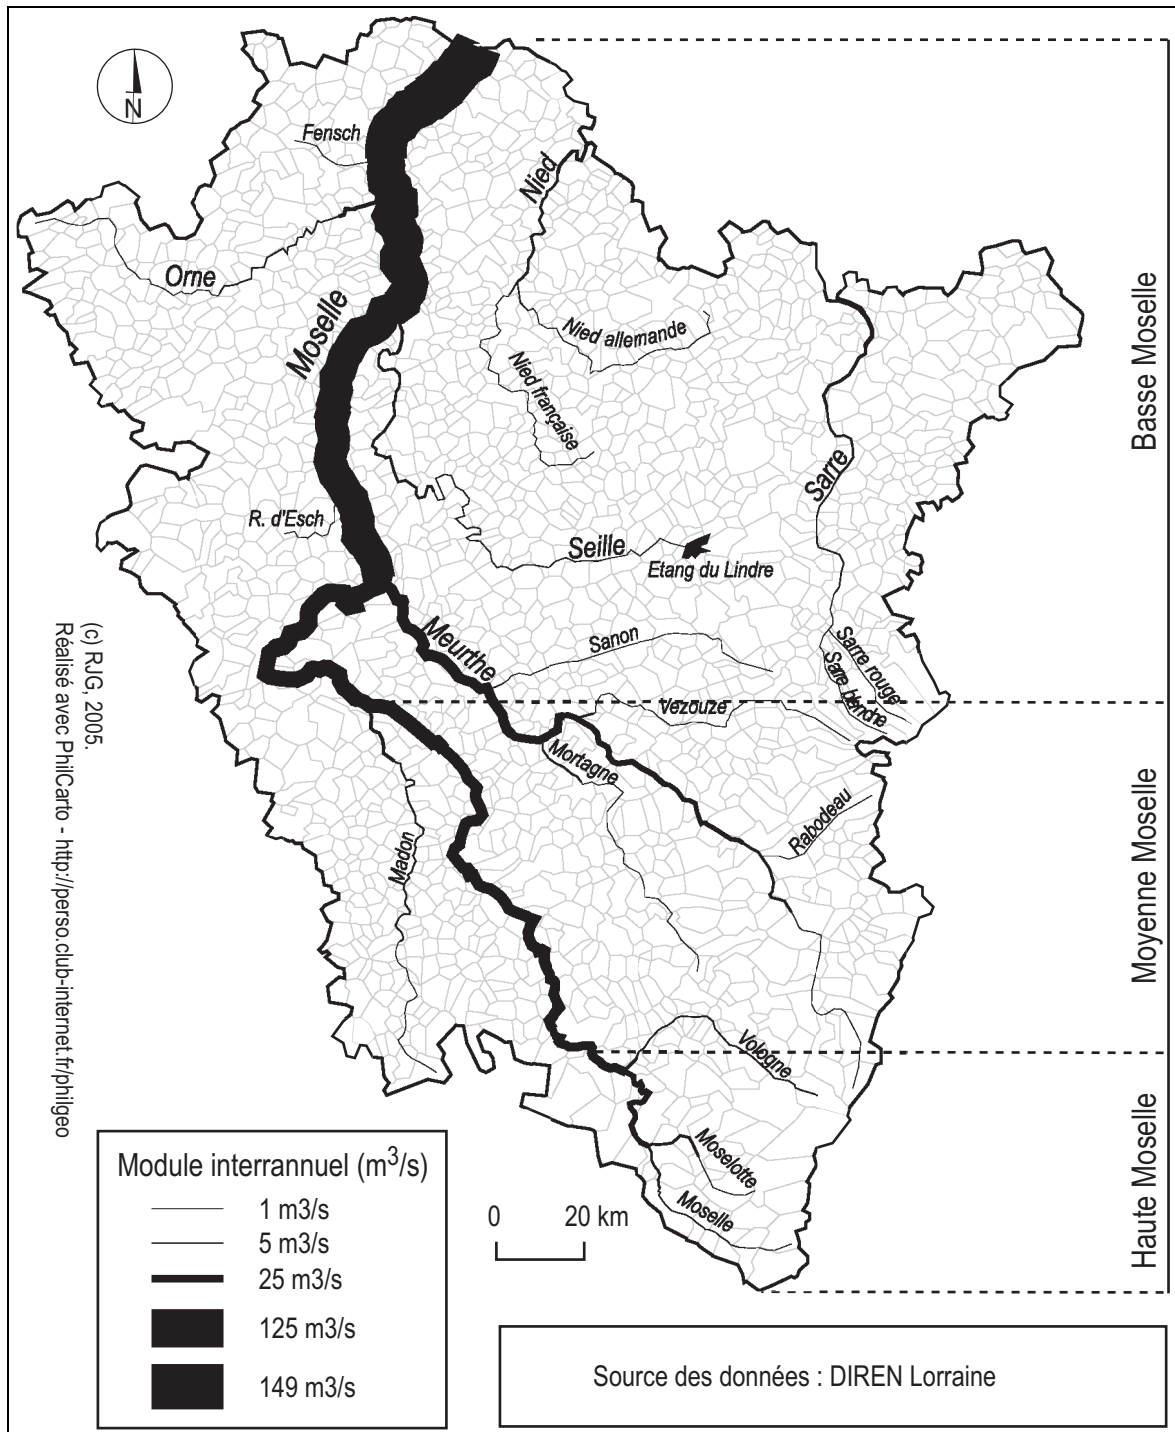 N
Fensch
Nied
Orne
Moselle
Nied allemande
Nied française
Sarre
R. d'Esch
Seille
Etang du Lindre
Meurthe
Sanon
Sarre rouge
Sarre blanche
Vezouze
Mortagne
Rabodeau
Madon
Vologne
Moselotte
Moselle
Basse Moselle
Moyenne Moselle
Haute Moselle
(c) RJG, 2005.
Réalisé avec PhilCarto - http://perso.club-internet.fr/philgeo
Module interrannuel (m³/s)
1 m3/s
5 m3/s
25 m3/s
125 m3/s
149 m3/s
0 20 km
Source des données : DIREN Lorraine